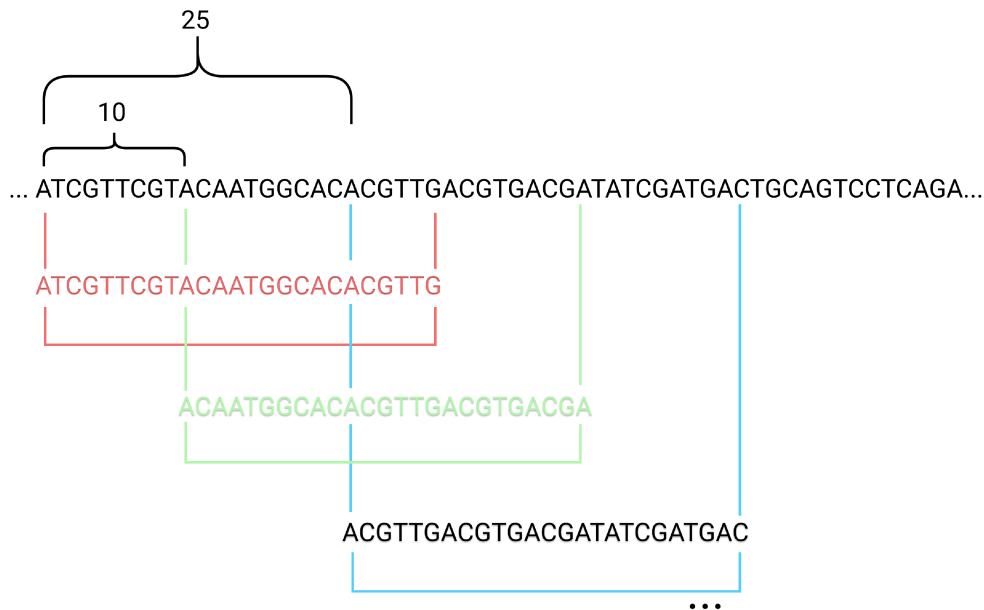 25
10
... ATCGTTCGTACAATGGCACACGTTGACGTGACGATATCGATGACTGCAGTCCTCAGA...
ATCGTTCGTACAATGGCACACGTTG
ACAATGGCACACGTTGACGTGACGA
ACGTTGACGTGACGATATCGATGAC
...